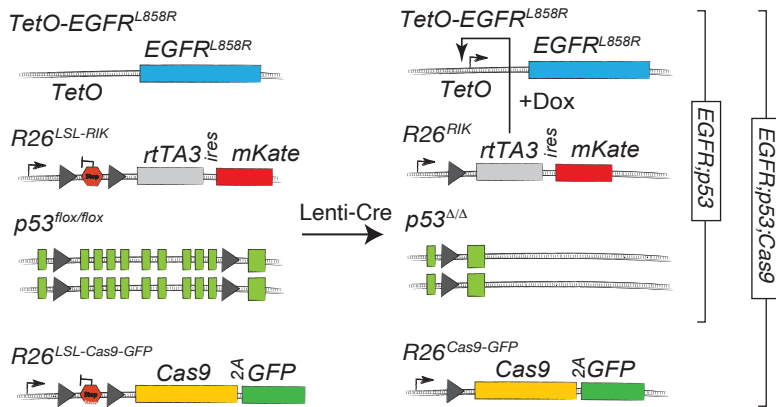 TetO-EGFR^L858R
EGFR^L858R
TetO
R26^LSL-RIK
Stop
rtTA3
ires
mKate
p53^flox/flox
R26^LSL-Cas9-GFP
Stop
Cas9
2A
GFP
Lenti-Cre
TetO-EGFR^L858R
EGFR^L858R
TetO
+Dox
R26^RIK
rtTA3
ires
mKate
p53^Δ/Δ
R26^Cas9-GFP
Cas9
2A
GFP
EGFR;p53
EGFR;p53;Cas9